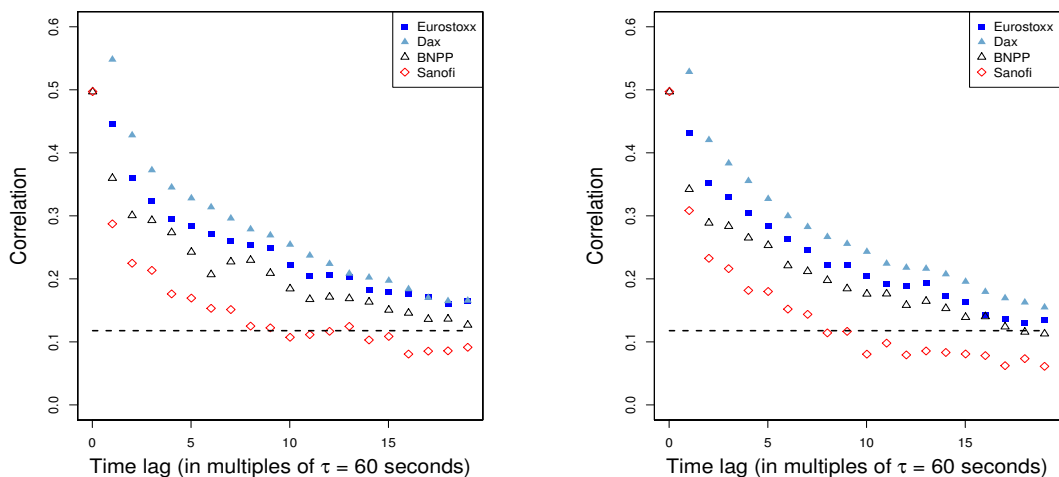 0.6
0.5
0.4
0.3
0.2
0.1
0.0
Correlation
Eurostoxx
Dax
BNPP
Sanofi
0 5 10 15
Time lag (in multiples of τ = 60 seconds)
0.6
0.5
0.4
0.3
0.2
0.1
0.0
Correlation
Eurostoxx
Dax
BNPP
Sanofi
0 5 10 15
Time lag (in multiples of τ = 60 seconds)